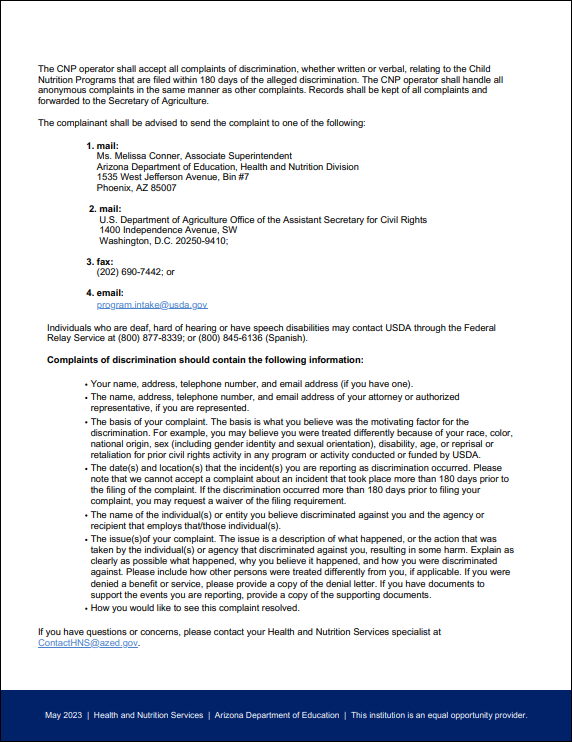 The CNP operator shall accept all complaints of discrimination, whether written or verbal, relating to the Child
Nutrition Programs that are filed within 180 days of the alleged discrimination. The CNP operator shall handle all
anonymous complaints in the same manner as other complaints. Records shall be kept of all complaints and
forwarded to the Secretary of Agriculture.
The complainant shall be advised to send the complaint to one of the following:
1. mail:
Ms. Melissa Conner, Associate Superintendent
Arizona Department of Education, Health and Nutrition Division
1535 West Jefferson Avenue, Bin #7
Phoenix, AZ 85007
2. mail:
U.S. Department of Agriculture Office of the Assistant Secretary for Civil Rights
1400 Independence Avenue, SW
Washington, D.C. 20250-9410;
3. fax:
(202) 690-7442; or
4. email:
program.intake@usda.gov
Individuals who are deaf, hard of hearing or have speech disabilities may contact USDA through the Federal
Relay Service at (800) 877-8339; or (800) 845-6136 (Spanish).
Complaints of discrimination should contain the following information:
• Your name, address, telephone number, and email address (if you have one).
• The name, address, telephone number, and email address of your attorney or authorized
representative, if you are represented.
• The basis of your complaint. The basis is what you believe was the motivating factor for the
discrimination. For example, you may believe you were treated differently because of your race, color,
national origin, sex (including gender identity and sexual orientation), disability, age, or reprisal or
retaliation for prior civil rights activity in any program or activity conducted or funded by USDA.
• The date(s) and location(s) that the incident(s) you are reporting as discrimination occurred. Please
note that we cannot accept a complaint about an incident that took place more than 180 days prior to
the filing of the complaint. If the discrimination occurred more than 180 days prior to filing your
complaint, you may request a waiver of the filing requirement.
• The name of the individual(s) or entity you believe discriminated against you and the agency or
recipient that employs that/those individual(s).
• The issue(s)of your complaint. The issue is a description of what happened, or the action that was
taken by the individual(s) or agency that discriminated against you, resulting in some harm. Explain as
clearly as possible what happened, why you believe it happened, and how you were discriminated
against. Please include how other persons were treated differently from you, if applicable. If you were
denied a benefit or service, please provide a copy of the denial letter. If you have documents to
support the events you are reporting, provide a copy of the supporting documents.
• How you would like to see this complaint resolved.
If you have questions or concerns, please contact your Health and Nutrition Services specialist at
ContactHNS@azed.gov.
May 2023 | Health and Nutrition Services | Arizona Department of Education | This institution is an equal opportunity provider.